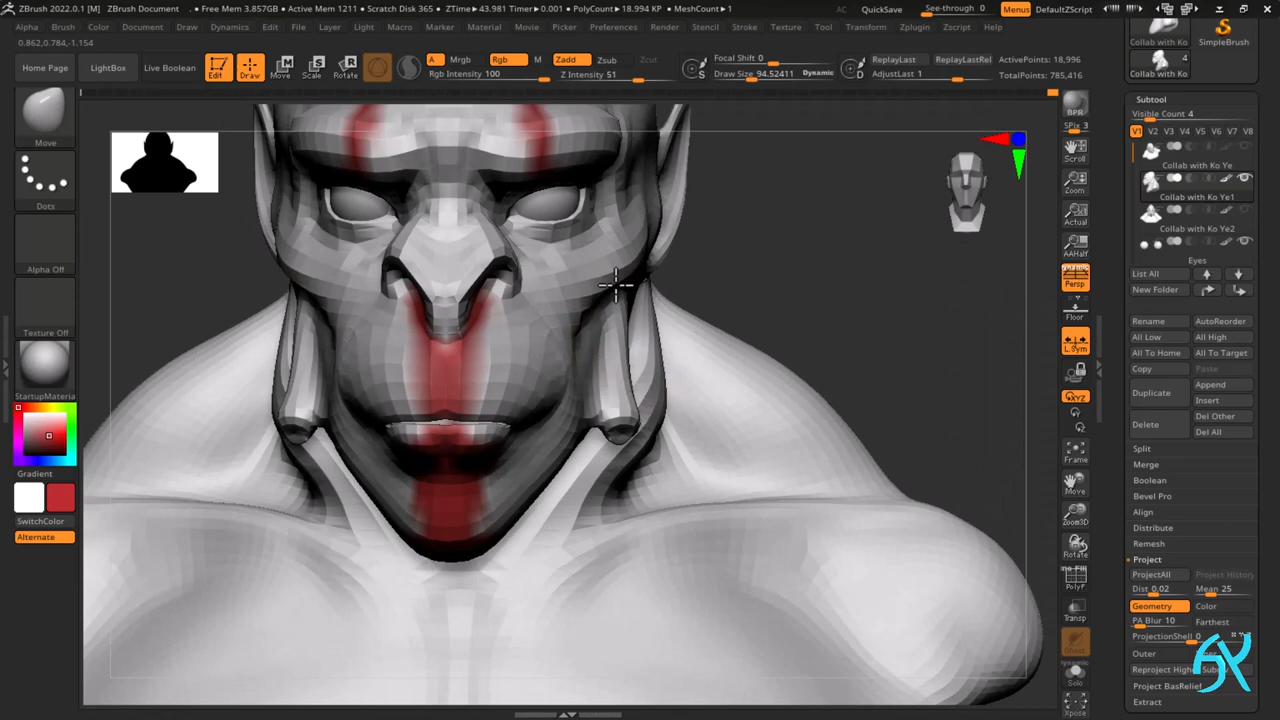 ZBrush 2022.0.1 [M] ZBrush Document • Free Mem 3.857GB • Active Mem 1211 • Scratch Disk 365 • ZTime▸43.981 Timer▸0.001 • PolyCount▸18.994 KP • MeshCount▸1 AC QuickSave See-through 0 Menus DefaultZScript
Alpha Brush Color Document Draw Dynamics Edit File Layer Light Macro Marker Material Movie Picker Preferences Render Stencil Stroke Texture Tool Transform Zplugin Zscript Help
0.862,0.784,-1.154
Home Page LightBox Live Boolean Edit Draw Move Scale Rotate A Mrgb Rgb M Zadd Zsub Zcut Focal Shift 0 ReplayLast ReplayLastRel ActivePoints: 18,996
Rgb Intensity 100 Z Intensity 51 S Draw Size 94.52411 Dynamic D AdjustLast 1 TotalPoints: 785,416
Collab with Ko SimpleBrush
4
Collab with Ko
Move
Dots
Alpha Off
Texture Off
StartupMaterial
Gradient
SwitchColor
Alternate
BPR
SPix 3
Scroll
Zoom
Actual
AAHalf
Dynamic
Persp
Floor
L.Sym
XYZ
Y
Z
Frame
Move
Zoom3D
Rotate
Line Fill
PolyF
Transp
Ghost
Dynamic
Solo
Xpose
Subtool
Visible Count 4
V1 V2 V3 V4 V5 V6 V7 V8
Collab with Ko Ye
Collab with Ko Ye1
Collab with Ko Ye2
Eyes
List All
New Folder
Rename AutoReorder
All Low All High
All To Home All To Target
Copy Paste
Duplicate Append
Insert
Delete Del Other
Del All
Split
Merge
Boolean
Bevel Pro
Align
Distribute
Remesh
Project
ProjectAll Project History
Dist 0.02 Mean 25
Geometry Color
PA Blur 10 Farthest
ProjectionShell 0
Outer
Reproject Higher
Project BasRelief
Extract